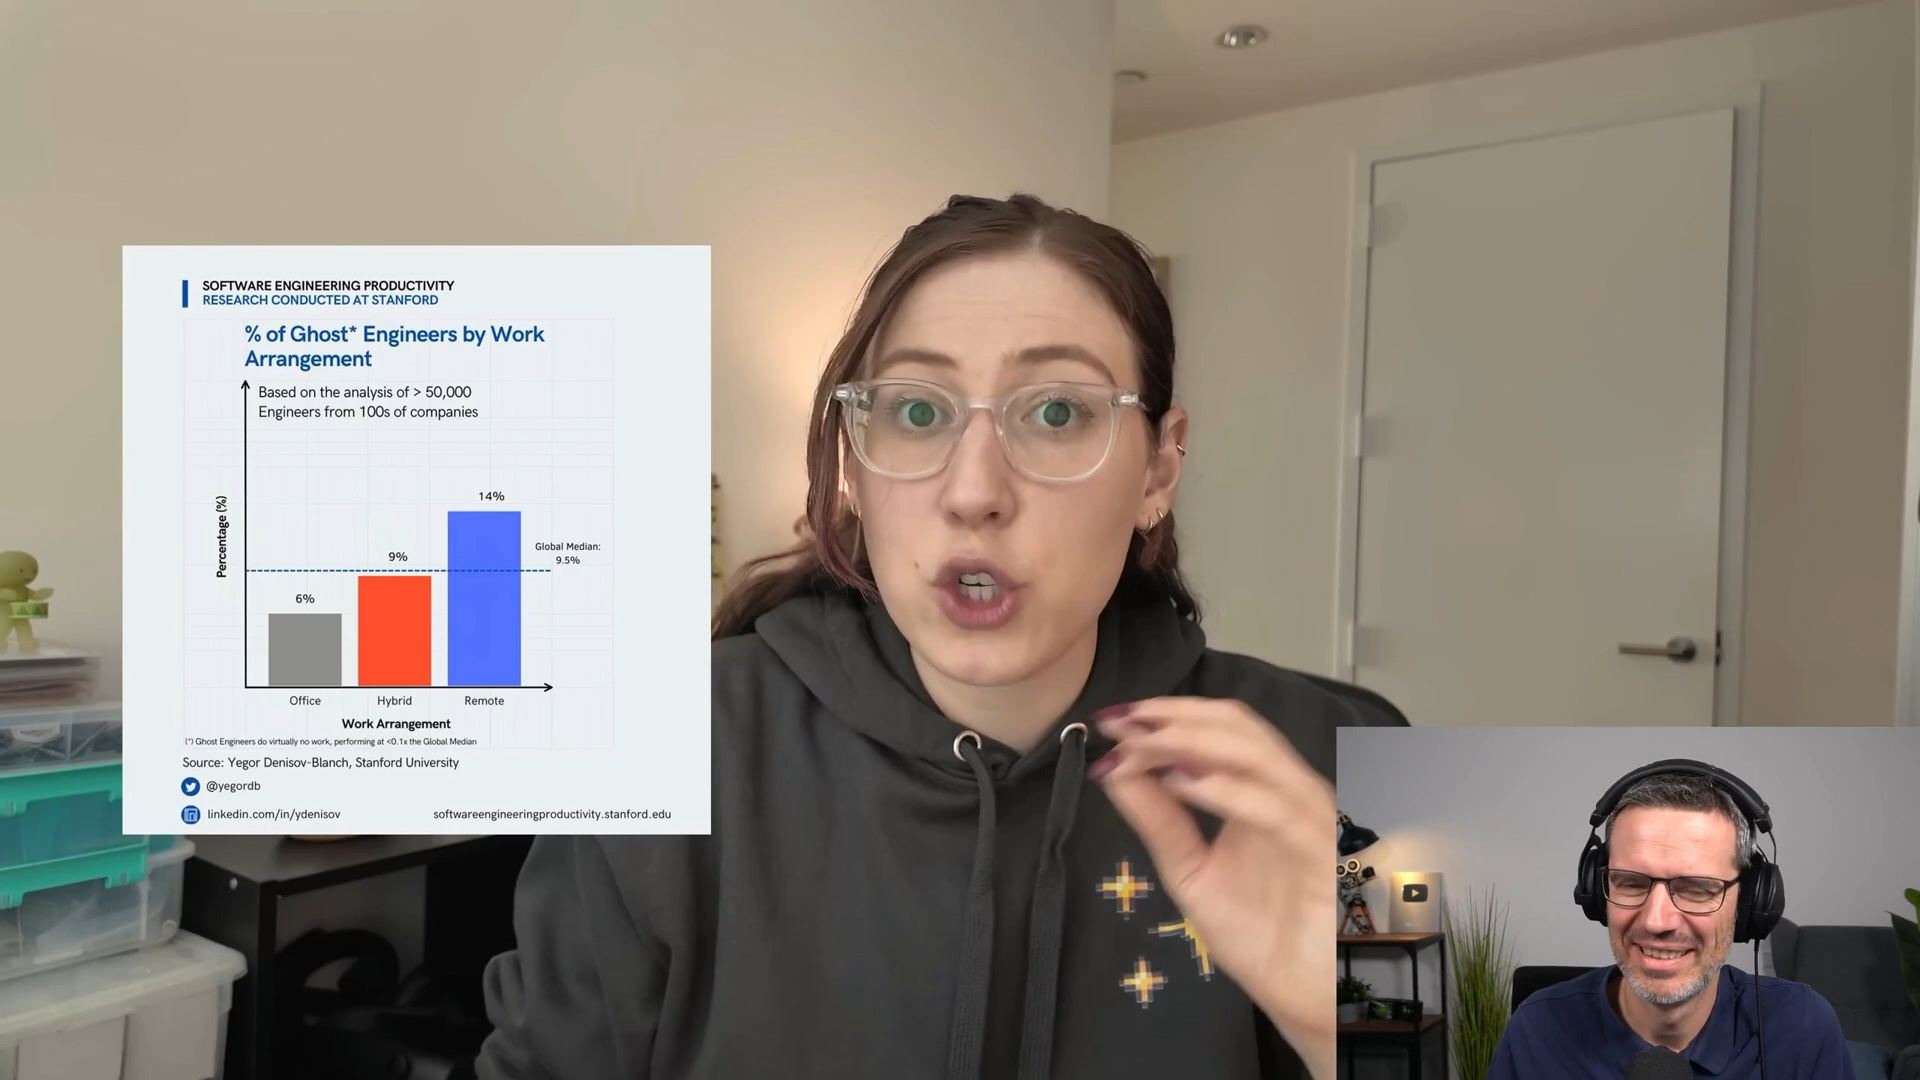 SOFTWARE ENGINEERING PRODUCTIVITY
RESEARCH CONDUCTED AT STANFORD
% of Ghost* Engineers by Work
Arrangement
Based on the analysis of > 50,000
Engineers from 100s of companies
Percentage (%)
14%
9%
6%
Global Median:
9.5%
Office
Hybrid
Remote
Work Arrangement
(*) Ghost Engineers do virtually no work, performing at <0.1x the Global Median
Source: Yegor Denisov-Blanch, Stanford University
@yegordb
linkedin.com/in/ydenisov
softwareengineeringproductivity.stanford.edu